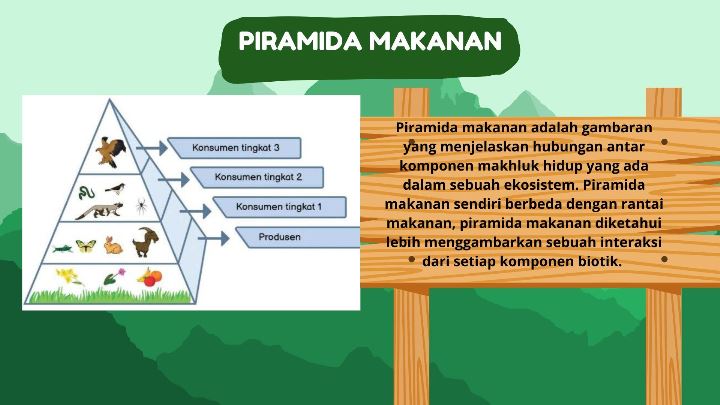 PIRAMIDA MAKANAN
Konsumen tingkat 3
Konsumen tingkat 2
Konsumen tingkat 1
Produsen
Piramida makanan adalah gambaran
yang menjelaskan hubungan antar
komponen makhluk hidup yang ada
dalam sebuah ekosistem. Piramida
makanan sendiri berbeda dengan rantai
makanan, piramida makanan diketahui
lebih menggambarkan sebuah interaksi
dari setiap komponen biotik.